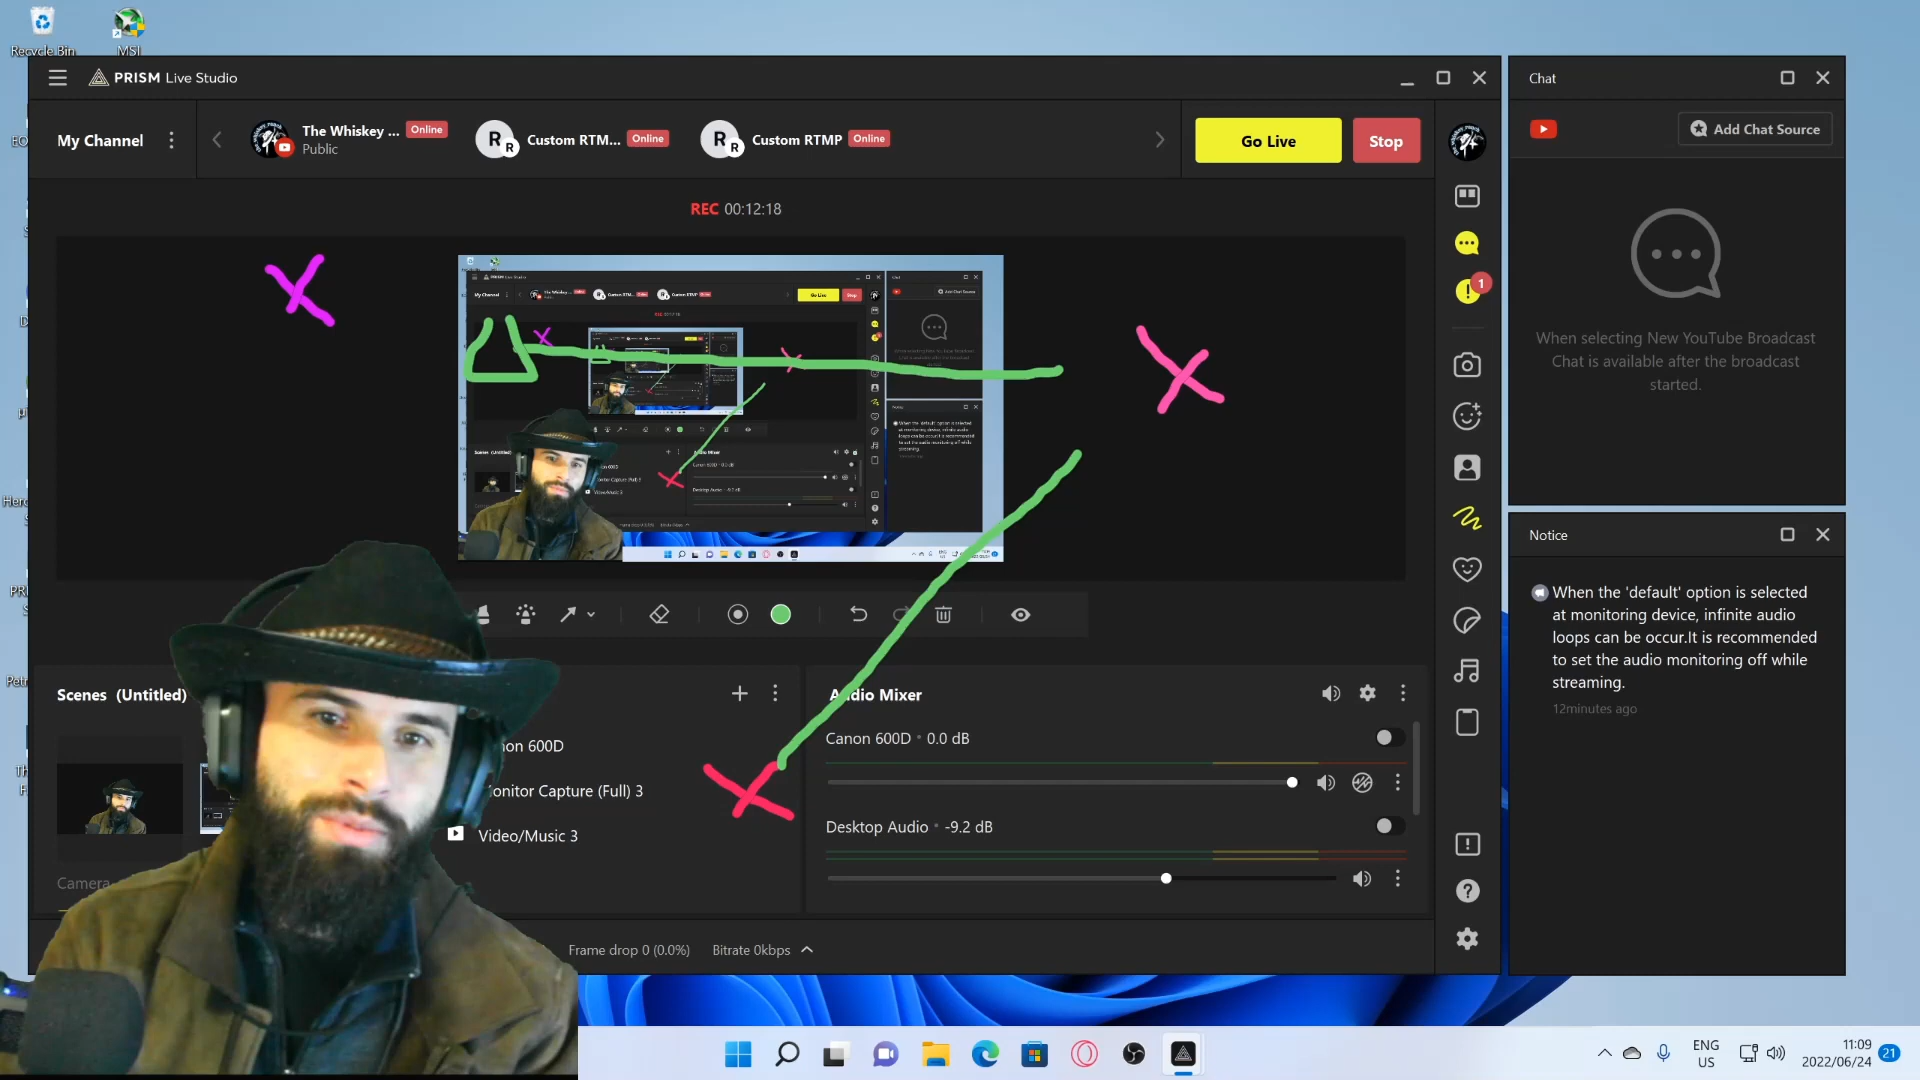 Recycle Bin
MSI
PRISM Live Studio
My Channel
The Whiskey ...
Online
Public
R
R
Custom RTM...
Online
R
R
Custom RTMP
Online
Go Live
Stop
REC 00:12:18
1
Chat
Add Chat Source
When selecting New YouTube Broadcast
Chat is available after the broadcast
started.
Notice
When the 'default' option is selected
at monitoring device, infinite audio
loops can be occur.It is recommended
to set the audio monitoring off while
streaming.
12minutes ago
Scenes (Untitled)
Camera
on 600D
onitor Capture (Full) 3
Video/Music 3
Audio Mixer
Canon 600D • 0.0 dB
Desktop Audio • -9.2 dB
Frame drop 0 (0.0%)
Bitrate 0kbps
ENG
US
11:09
2022/06/24
21